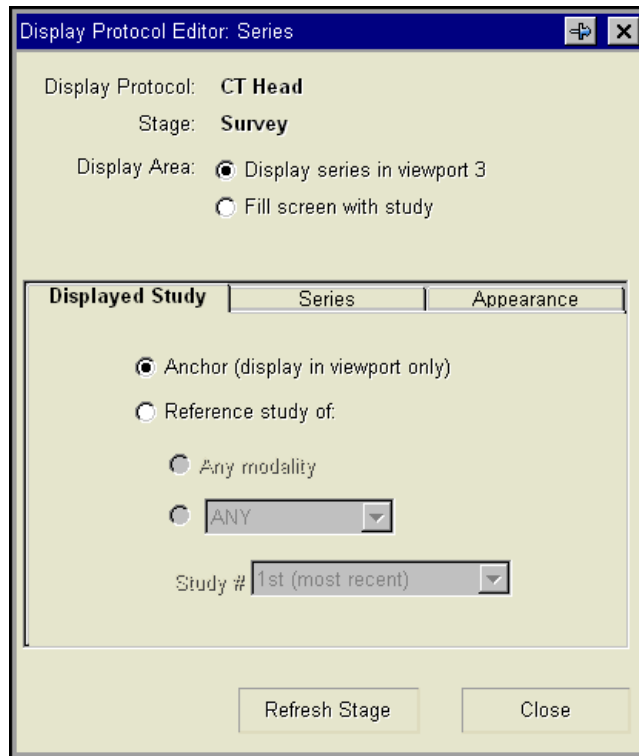 Display Protocol Editor: Series
Display Protocol: CT Head
Stage: Survey
Display Area: Display series in viewport 3
Fill screen with study
Displayed Study Series Appearance
Anchor (display in viewport only)
Reference study of:
Any modality
ANY
Study # 1st (most recent)
Refresh Stage Close